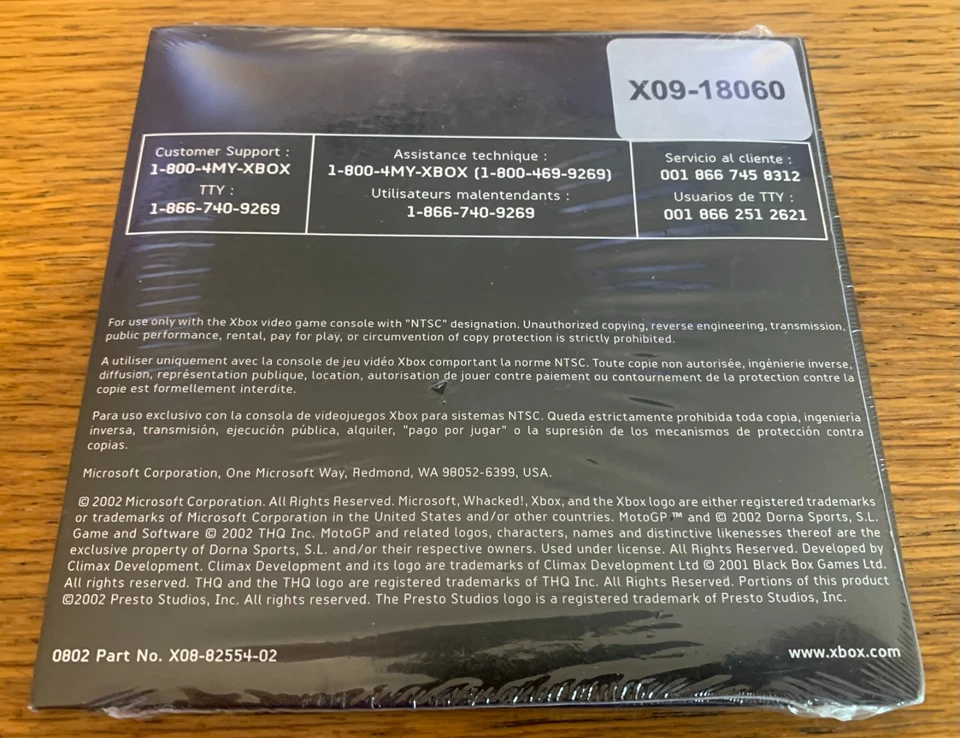 X09-18060
Customer Support :
1-800-4MY-XBOX
TTY :
1-866-740-9269
Assistance technique :
1-800-4MY-XBOX (1-800-469-9269)
Utilisateurs malentendants :
1-866-740-9269
Servicio al cliente :
001 866 745 8312
Usuarios de TTY :
001 866 251 2621
For use only with the Xbox video game console with "NTSC" designation. Unauthorized copying, reverse engineering, transmission,
public performance, rental, pay for play, or circumvention of copy protection is strictly prohibited.
A utiliser uniquement avec la console de jeu vidéo Xbox comportant la norme NTSC. Toute copie non autorisée, ingénierie inverse,
diffusion, représentation publique, location, autorisation de jouer contre paiement ou contournement de la protection contre la
copie est formellement interdite.
Para uso exclusivo con la consola de videojuegos Xbox para sistemas NTSC. Queda estrictamente prohibida toda copia, ingeniería
inversa, transmisión, ejecución pública, alquiler, "pago por jugar" o la supresión de los mecanismos de protección contra
copias.
Microsoft Corporation, One Microsoft Way, Redmond, WA 98052-6399, USA.
© 2002 Microsoft Corporation. All Rights Reserved. Microsoft, Whacked!, Xbox, and the Xbox logo are either registered trademarks
or trademarks of Microsoft Corporation in the United States and/or other countries. MotoGP ™ and © 2002 Dorna Sports, S.L.
Game and Software © 2002 THQ Inc. MotoGP and related logos, characters, names and distinctive likenesses thereof are the
exclusive property of Dorna Sports, S.L. and/or their respective owners. Used under license. All Rights Reserved. Developed by
Climax Development. Climax Development and its logo are trademarks of Climax Development Ltd © 2001 Black Box Games Ltd.
All rights reserved. THQ and the THQ logo are registered trademarks of THQ Inc. All Rights Reserved. Portions of this product
©2002 Presto Studios, Inc. All rights reserved. The Presto Studios logo is a registered trademark of Presto Studios, Inc.
0802 Part No. X08-82554-02
www.xbox.com